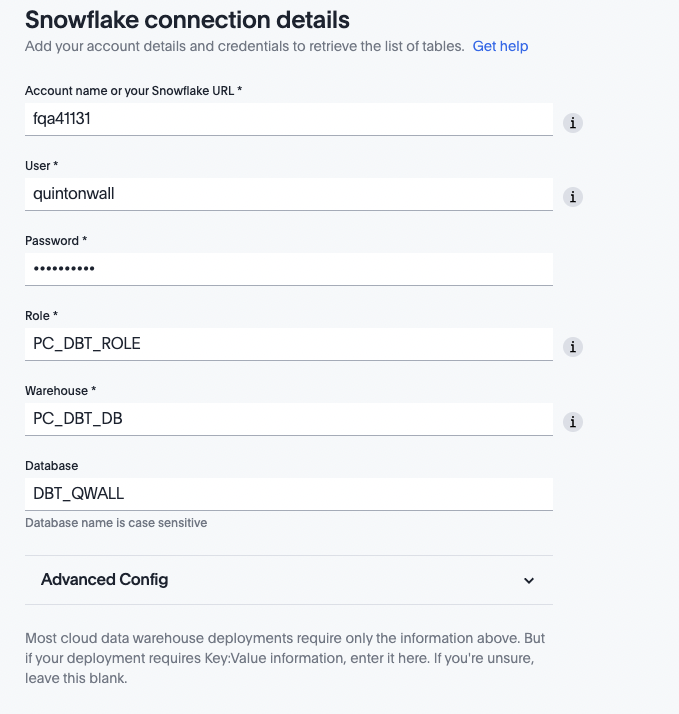 Snowflake connection details
Add your account details and credentials to retrieve the list of tables. Get help
Account name or your Snowflake URL *
fqa41131
i
User *
quintonwall
i
Password *
••••••••••
Role *
PC_DBT_ROLE
i
Warehouse *
PC_DBT_DB
i
Database
DBT_QWALL
Database name is case sensitive
Advanced Config
Most cloud data warehouse deployments require only the information above. But
if your deployment requires Key:Value information, enter it here. If you're unsure,
leave this blank.